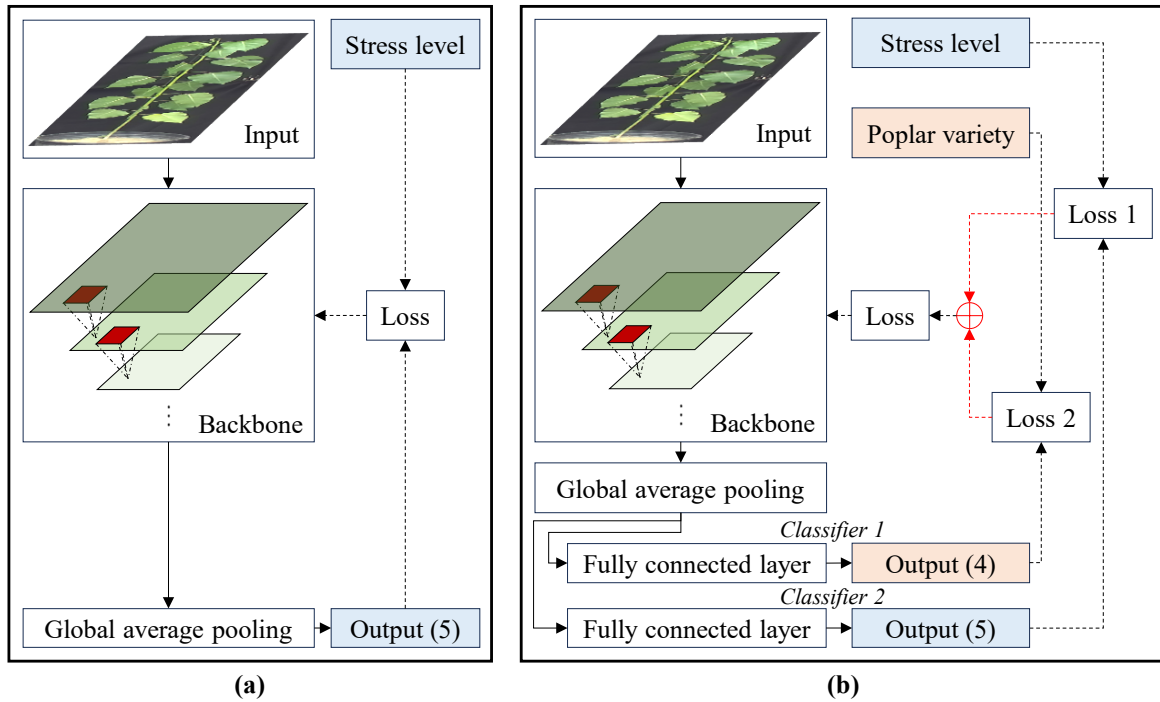 Stress level
Input
Loss
Backbone
Global average pooling
Output (5)
(a)
Stress level
Poplar variety
Input
Loss 1
Loss
Loss 2
Backbone
Global average pooling
Classifier 1
Fully connected layer
Output (4)
Classifier 2
Fully connected layer
Output (5)
(b)